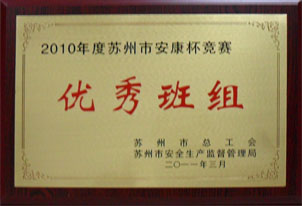 2010年度苏州市安康杯竞赛
优秀班组
苏州市总工会
苏州市安全生产监督管理局
二〇一一年三月